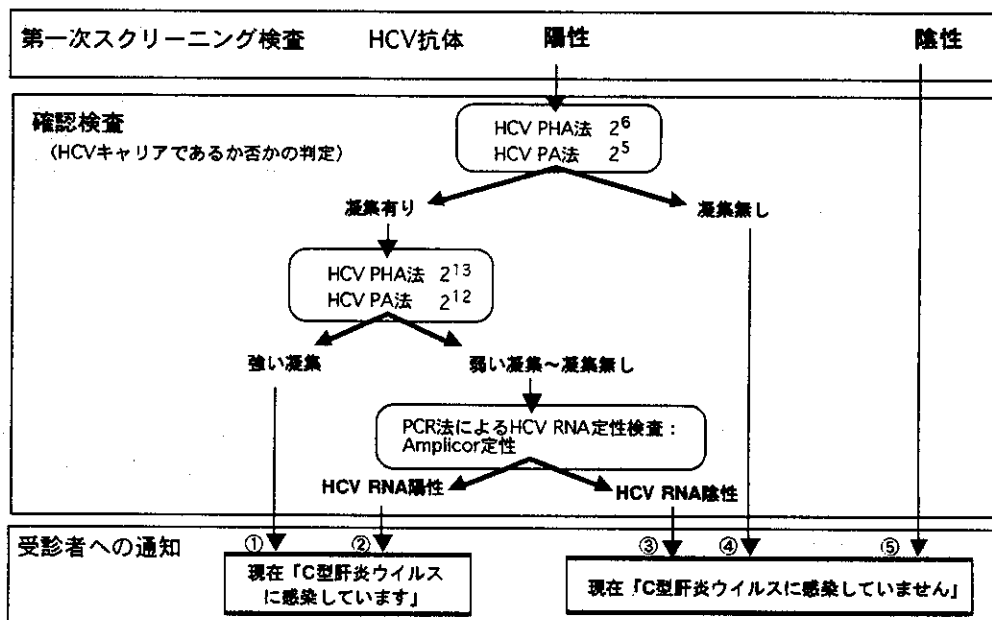 第一次スクリーニング検査 HCV抗体 陽性 陰性
確認検査
(HCVキャリアであるか否かの判定)
HCV PHA法 2⁶
HCV PA法 2⁵
凝集有り 凝集無し
HCV PHA法 2¹³
HCV PA法 2¹²
強い凝集 弱い凝集～凝集無し
PCR法によるHCV RNA定性検査：
Amplicor定性
HCV RNA陽性 HCV RNA陰性
受診者への通知 ① ② ③ ④ ⑤
現在「C型肝炎ウイルス
に感染しています」
現在「C型肝炎ウイルスに感染していません」